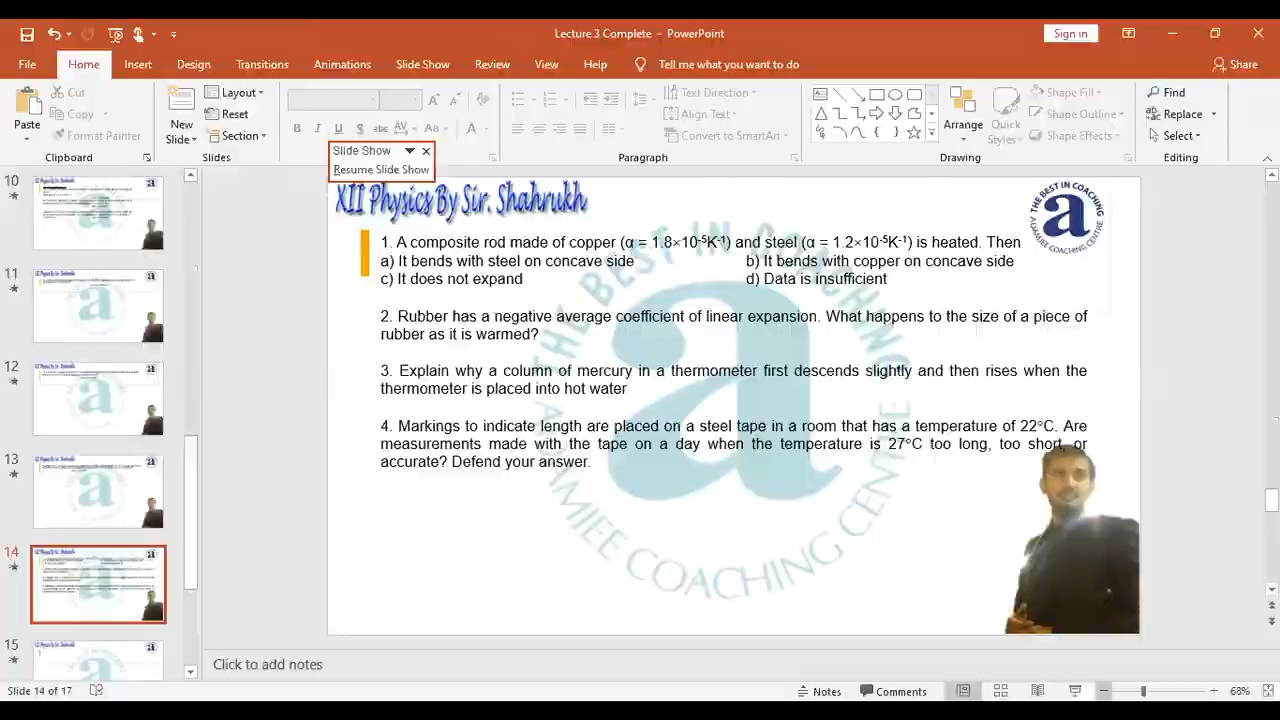 Lecture 3 Complete - PowerPoint
Sign in
File Home Insert Design Transitions Animations Slide Show Review View Help Tell me what you want to do Share
Paste
Cut
Copy
Format Painter
Clipboard
New Slide
Layout
Reset
Section
Slides
Text Direction
Align Text
Convert to SmartArt
Paragraph
Arrange
Quick Styles
Shape Fill
Shape Effects
Drawing
Find
Replace
Select
Editing
Slide Show
Resume Slide Show
10
11
12
13
14
15
XII Physics By Sir Shahrukh
THE BEST IN COACHING
a
1. A composite rod made of copper (α = 1.8×10⁻⁵K⁻¹) and steel (α = 1.2×10⁻⁵K⁻¹) is heated. Then
a) It bends with steel on concave side b) It bends with copper on concave side
c) It does not expand d) Data is insufficient
2. Rubber has a negative average coefficient of linear expansion. What happens to the size of a piece of
rubber as it is warmed?
3. Explain why a column of mercury in a thermometer first descends slightly and then rises when the
thermometer is placed into hot water
4. Markings to indicate length are placed on a steel tape in a room that has a temperature of 22°C. Are
measurements made with the tape on a day when the temperature is 27°C too long, too short, or
accurate? Defend your answer.
Click to add notes
Slide 14 of 17
Notes
Comments
68%